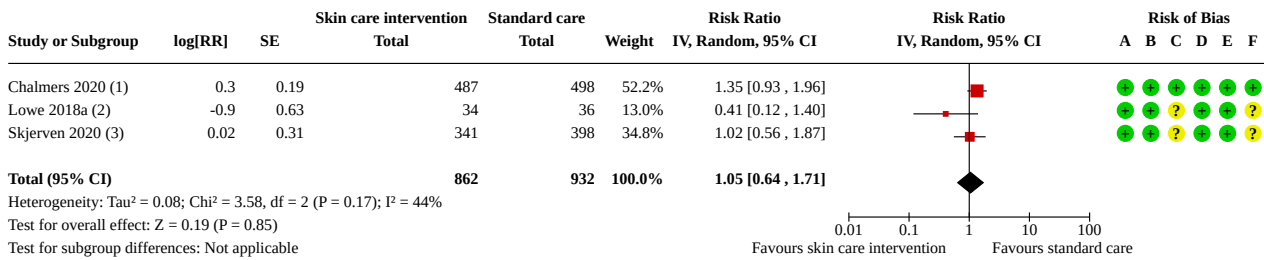 Skin care intervention Standard care Risk Ratio Risk Ratio Risk of Bias
Study or Subgroup log[RR] SE Total Total Weight IV, Random, 95% CI IV, Random, 95% CI A B C D E F
Chalmers 2020 (1) 0.3 0.19 487 498 52.2% 1.35 [0.93 , 1.96] + + + + + +
Lowe 2018a (2) -0.9 0.63 34 36 13.0% 0.41 [0.12 , 1.40] + + ? + + ?
Skjerven 2020 (3) 0.02 0.31 341 398 34.8% 1.02 [0.56 , 1.87] + + ? + + ?
Total (95% CI) 862 932 100.0% 1.05 [0.64 , 1.71]
Heterogeneity: Tau² = 0.08; Chi² = 3.58, df = 2 (P = 0.17); I² = 44%
Test for overall effect: Z = 0.19 (P = 0.85)
0.01 0.1 1 10 100
Test for subgroup differences: Not applicable Favours skin care intervention Favours standard care